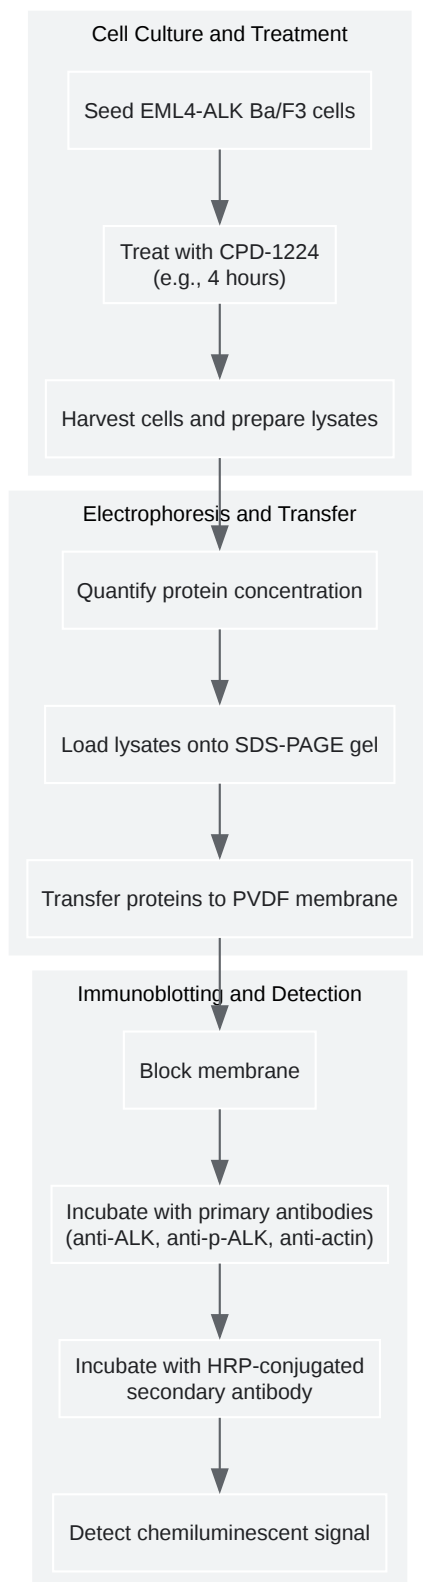 Cell Culture and Treatment
Seed EML4-ALK Ba/F3 cells
Treat with CPD-1224
(e.g., 4 hours)
Harvest cells and prepare lysates
Electrophoresis and Transfer
Quantify protein concentration
Load lysates onto SDS-PAGE gel
Transfer proteins to PVDF membrane
Immunoblotting and Detection
Block membrane
Incubate with primary antibodies
(anti-ALK, anti-p-ALK, anti-actin)
Incubate with HRP-conjugated
secondary antibody
Detect chemiluminescent signal